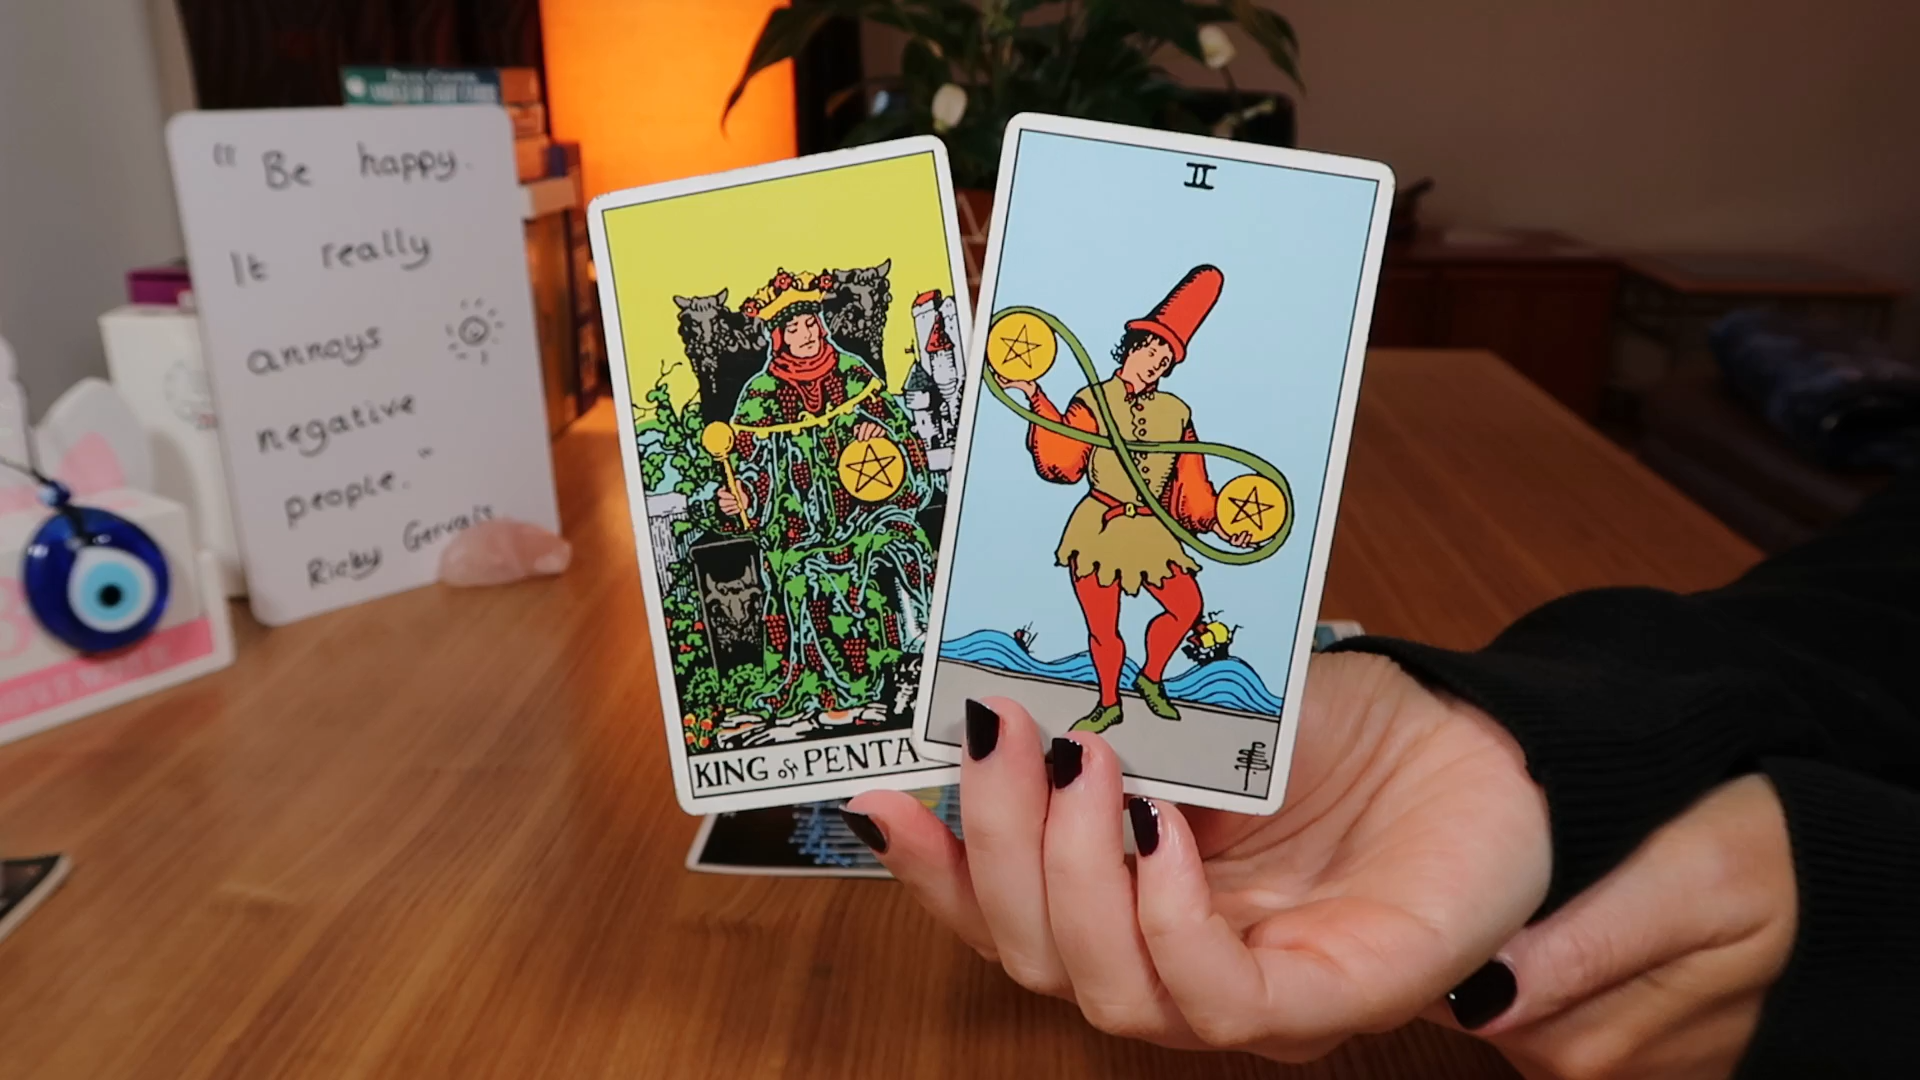 "Be happy.
It really
annoys
negative
people."
Ricky Gervais
KING of PENTA
II